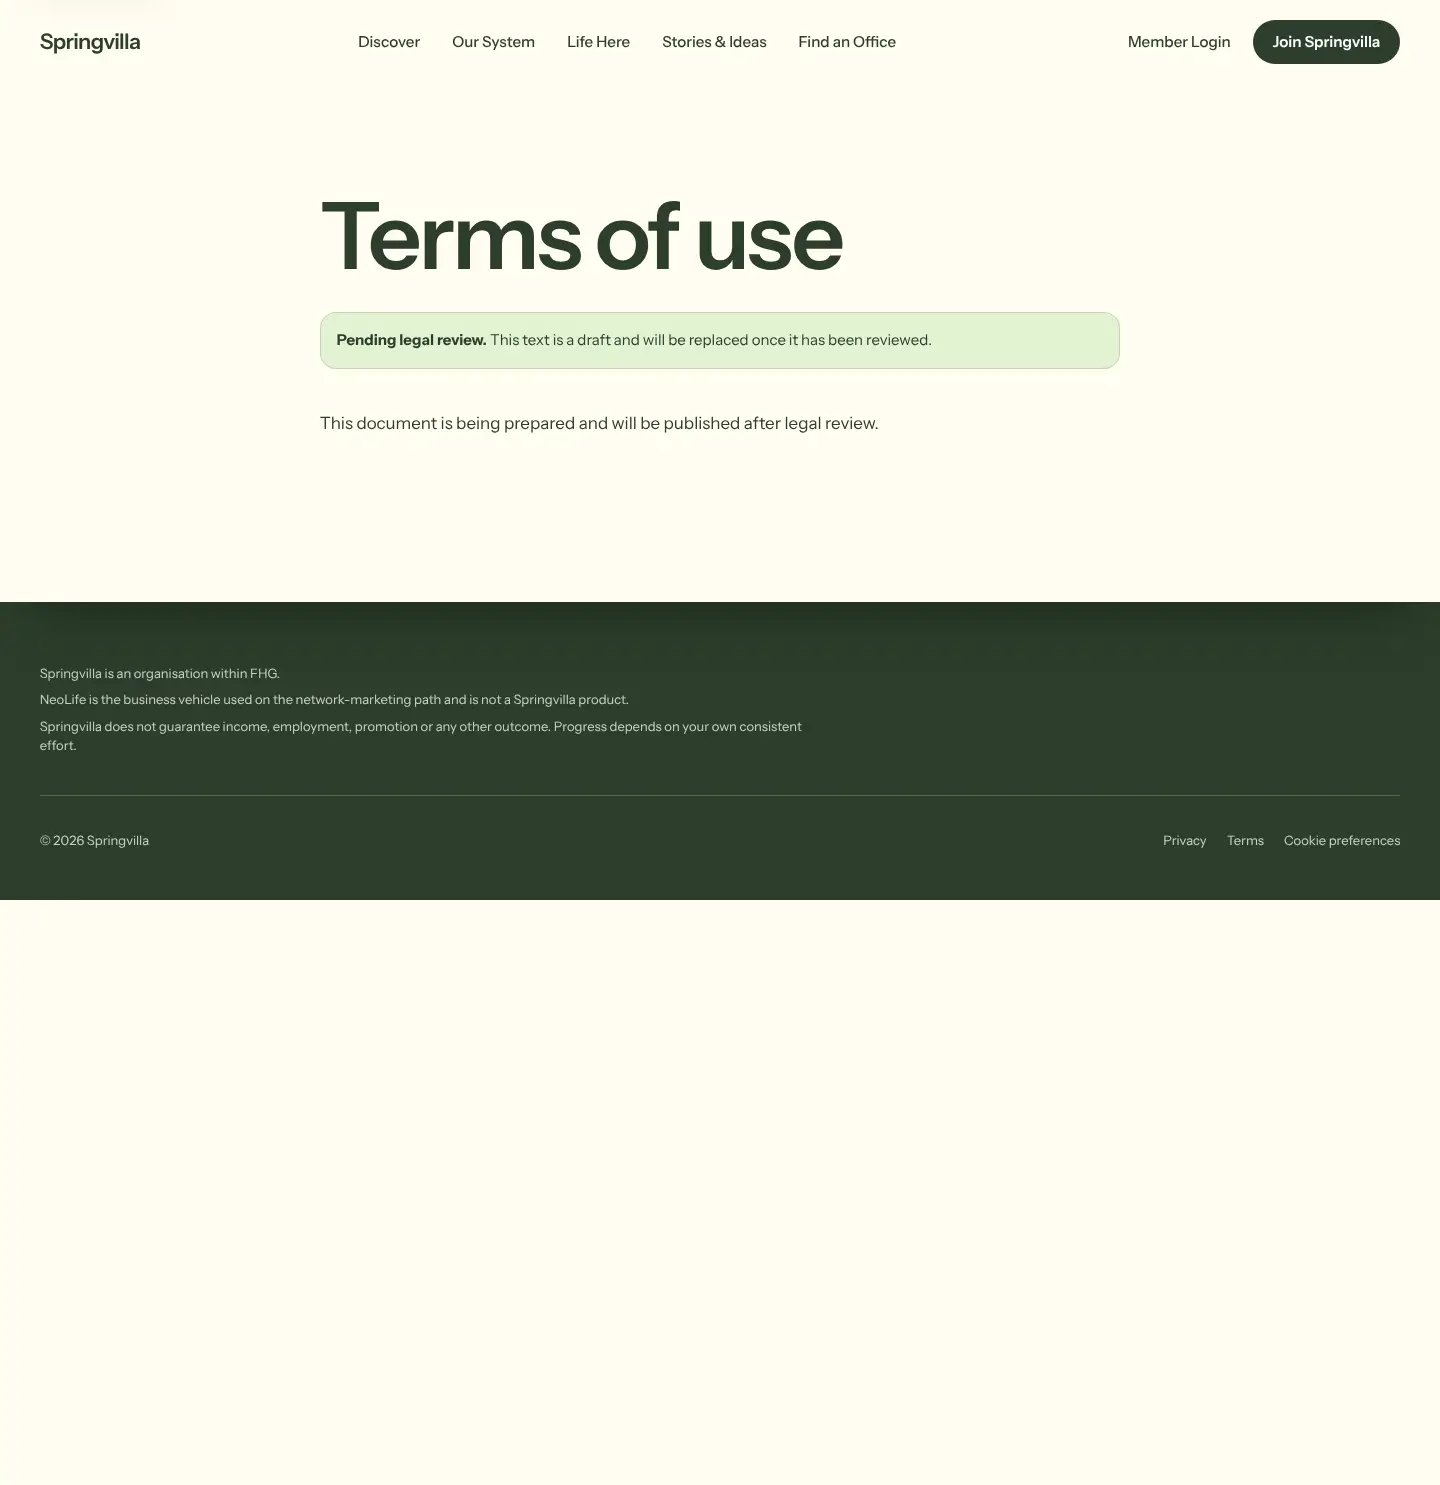 Springvilla
Discover
Our System
Life Here
Stories & Ideas
Find an Office
Member Login
Join Springvilla
Terms of use
Pending legal review. This text is a draft and will be replaced once it has been reviewed.
This document is being prepared and will be published after legal review.
Springvilla is an organisation within FHG.
NeoLife is the business vehicle used on the network-marketing path and is not a Springvilla product.
Springvilla does not guarantee income, employment, promotion or any other outcome. Progress depends on your own consistent
effort.
© 2026 Springvilla
Privacy
Terms
Cookie preferences